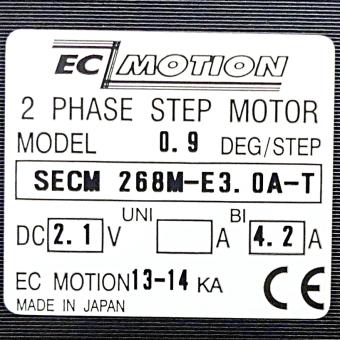 EC MOTION
2 PHASE STEP MOTOR
MODEL 0.9 DEG/STEP
SECM 268M-E3.0A-T
UNI BI
DC 2.1 V A 4.2 A
EC MOTION 13-14 KA CE
MADE IN JAPAN